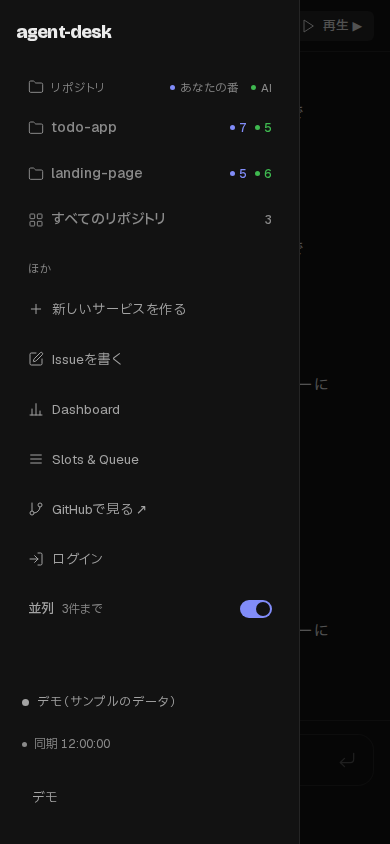 agent-desk
再生 ▶
リポジトリ あなたの番 AI
todo-app 7 5
landing-page 5 6
すべてのリポジトリ 3
ほか
新しいサービスを作る
Issueを書く
ーに
Dashboard
Slots & Queue
GitHubで見る ↗
ログイン
並列 3件まで
ーに
デモ(サンプルのデータ)
同期 12:00:00
デモ